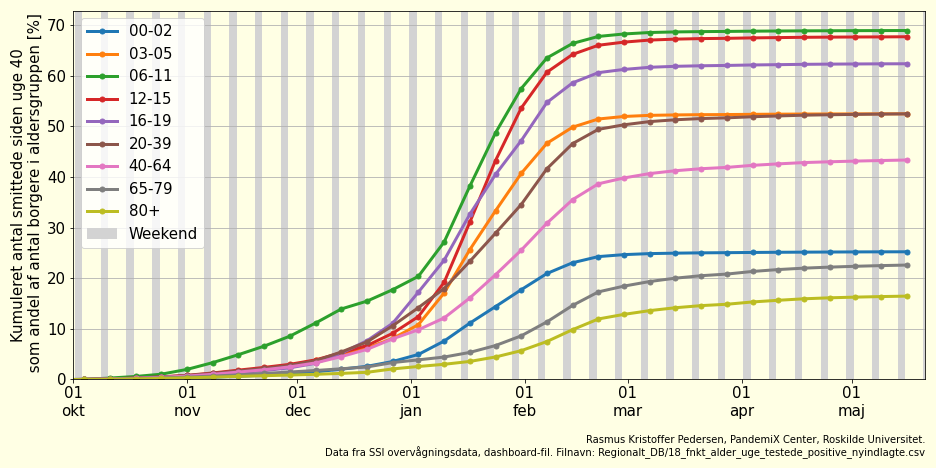 Kumuleret antal smittede siden uge 40
som andel af antal borgere i aldersgruppen [%]
70
60
50
40
30
20
10
0
00-02
03-05
06-11
12-15
16-19
20-39
40-64
65-79
80+
Weekend
01 01 01 01 01 01 01 01
okt nov dec jan feb mar apr maj
Rasmus Kristoffer Pedersen, PandemiX Center, Roskilde Universitet.
Data fra SSI overvågningsdata, dashboard-fil. Filnavn: Regionalt_DB/18_fnkt_alder_uge_testede_positive_nyindlagte.csv